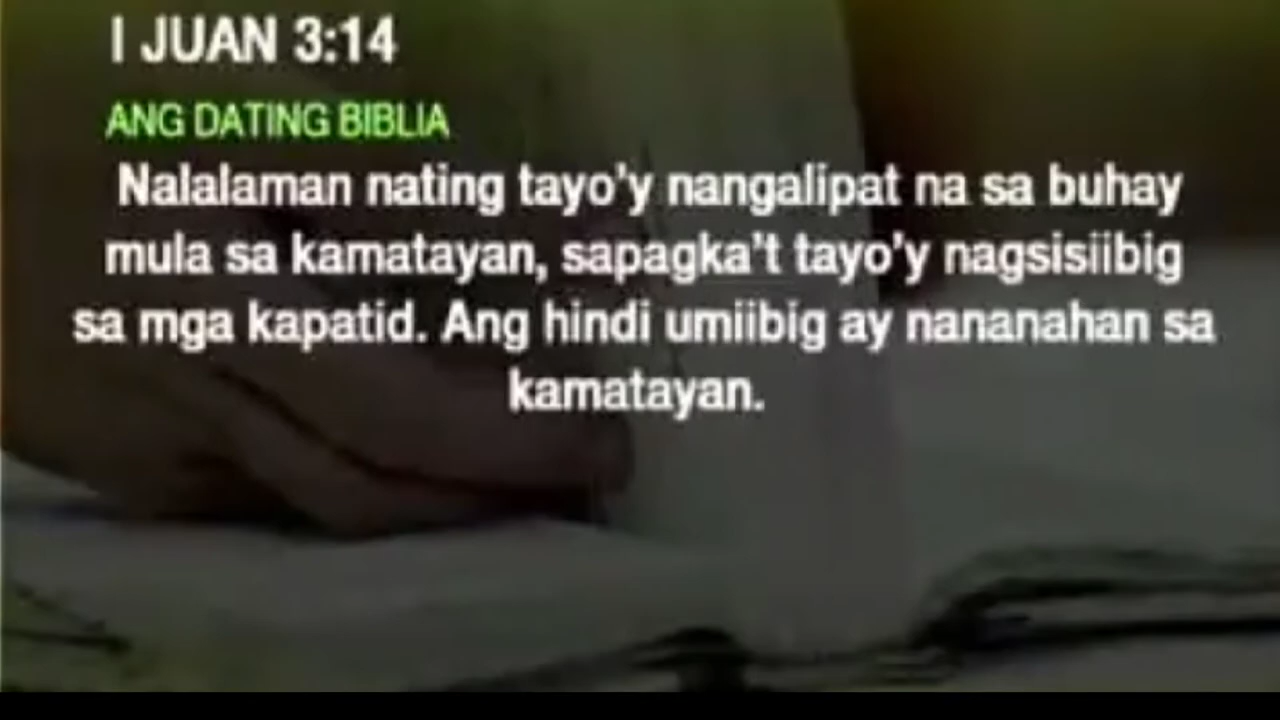 I JUAN 3:14
ANG DATING BIBLIA
Nalalaman nating tayo'y nangalipat na sa buhay
mula sa kamatayan, sapagka't tayo'y nagsisiibig
sa mga kapatid. Ang hindi umiibig ay nananahan sa
kamatayan.